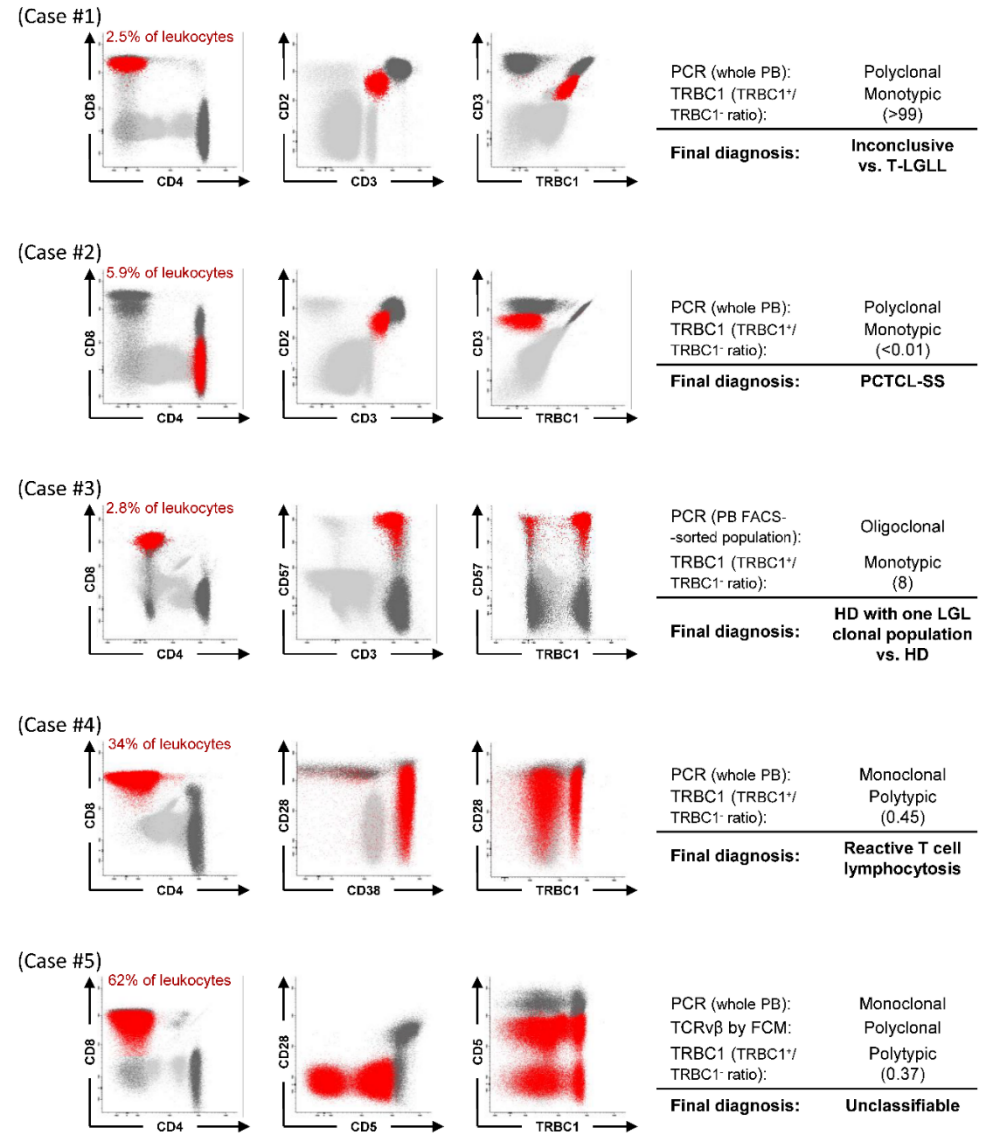 (Case #1)
2.5% of leukocytes
CD8
CD4
CD2
CD3
CD3
TRBC1
PCR (whole PB): Polyclonal
TRBC1 (TRBC1⁺/ Monotypic
TRBC1⁻ ratio): (>99)
Final diagnosis: Inconclusive
vs. T-LGLL
(Case #2)
5.9% of leukocytes
CD8
CD4
CD2
CD3
CD3
TRBC1
PCR (whole PB): Polyclonal
TRBC1 (TRBC1⁺/ Monotypic
TRBC1⁻ ratio): (<0.01)
Final diagnosis: PCTCL-SS
(Case #3)
2.8% of leukocytes
CD8
CD4
CD57
CD3
CD57
TRBC1
PCR (PB FACS-
-sorted population): Oligoclonal
TRBC1 (TRBC1⁺/ Monotypic
TRBC1⁻ ratio): (8)
Final diagnosis: HD with one LGL
clonal population
vs. HD
(Case #4)
34% of leukocytes
CD8
CD4
CD28
CD38
CD28
TRBC1
PCR (whole PB): Monoclonal
TRBC1 (TRBC1⁺/ Polytypic
TRBC1⁻ ratio): (0.45)
Final diagnosis: Reactive T cell
lymphocytosis
(Case #5)
62% of leukocytes
CD8
CD4
CD28
CD5
CD5
TRBC1
PCR (whole PB): Monoclonal
TCRvβ by FCM: Polyclonal
TRBC1 (TRBC1⁺/ Polytypic
TRBC1⁻ ratio): (0.37)
Final diagnosis: Unclassifiable